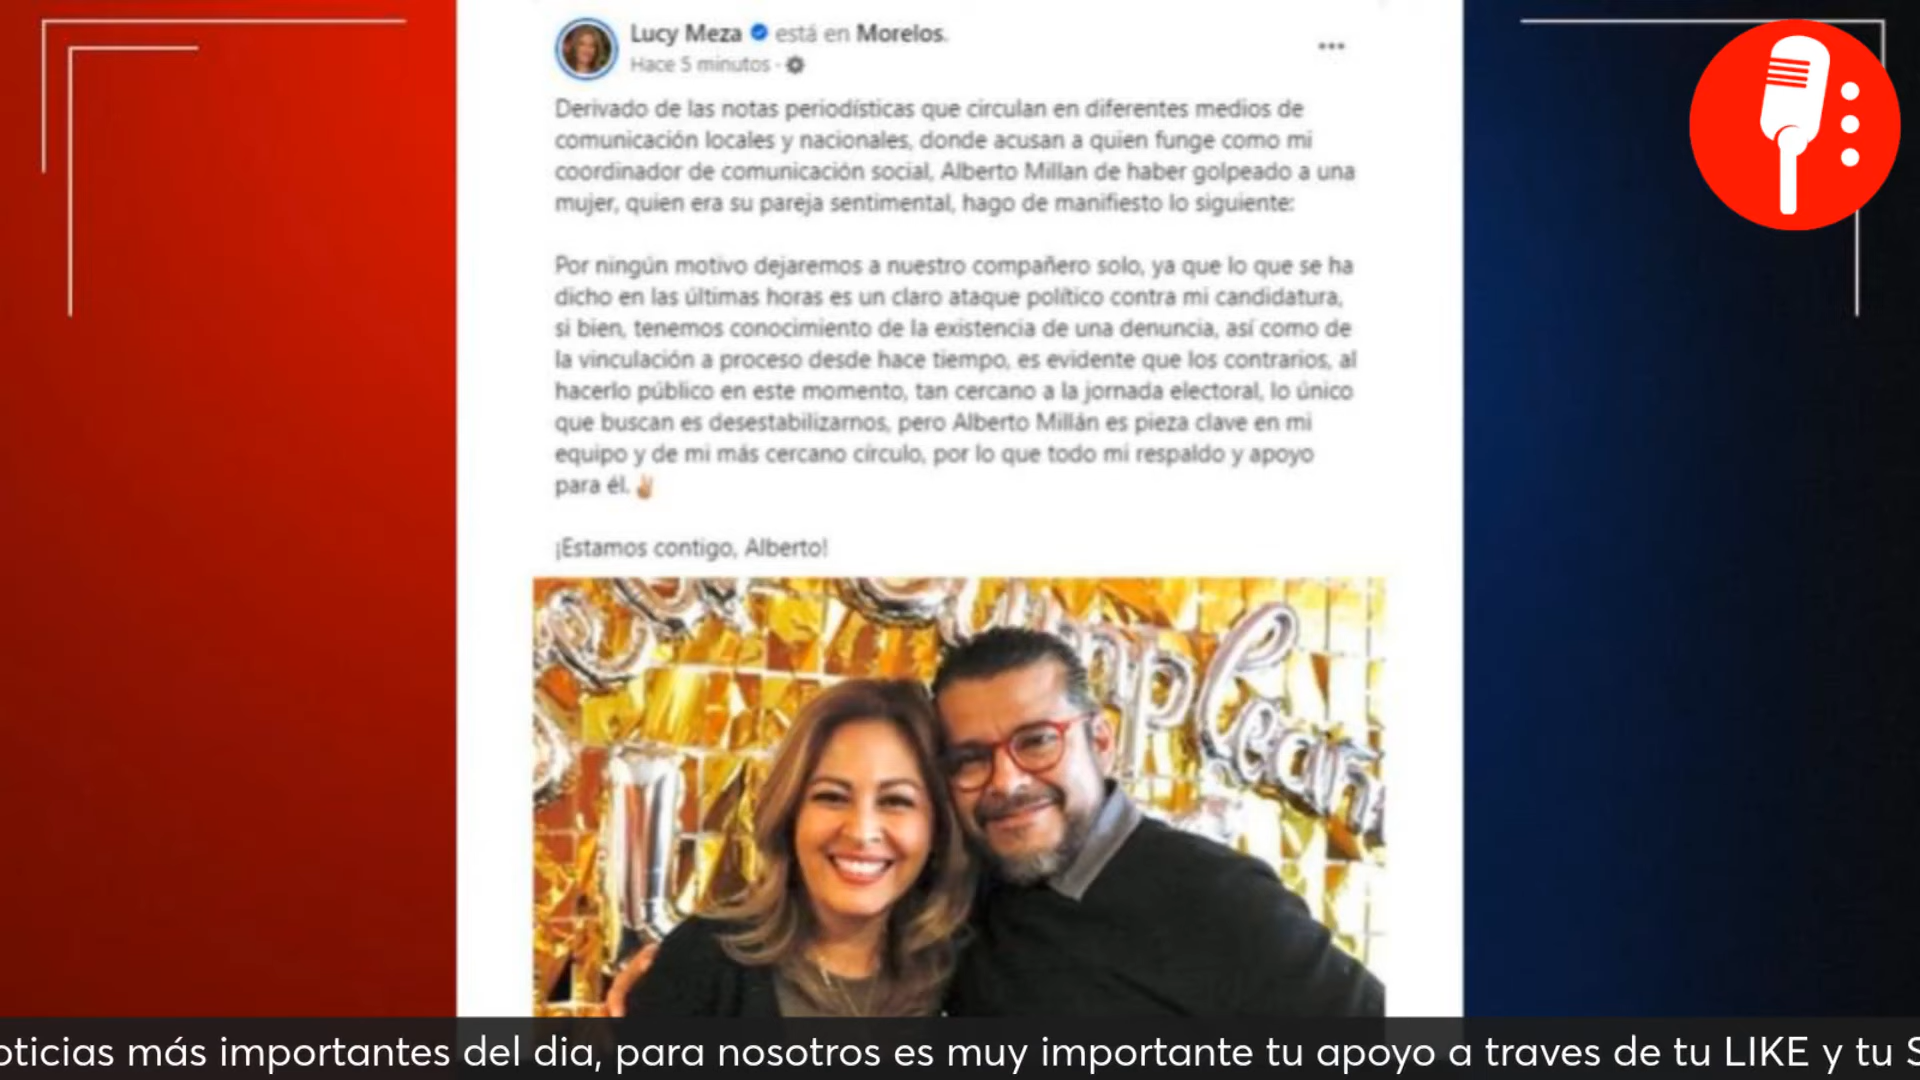 Lucy Meza está en Morelos.
Hace 5 minutos ·
Derivado de las notas periodísticas que circulan en diferentes medios de
comunicación locales y nacionales, donde acusan a quien funge como mi
coordinador de comunicación social, Alberto Millan de haber golpeado a una
mujer, quien era su pareja sentimental, hago de manifiesto lo siguiente:
Por ningún motivo dejaremos a nuestro compañero solo, ya que lo que se ha
dicho en las últimas horas es un claro ataque político contra mi candidatura,
si bien, tenemos conocimiento de la existencia de una denuncia, así como de
la vinculación a proceso desde hace tiempo, es evidente que los contrarios, al
hacerlo público en este momento, tan cercano a la jornada electoral, lo único
que buscan es desestabilizarnos, pero Alberto Millán es pieza clave en mi
equipo y de mi más cercano círculo, por lo que todo mi respaldo y apoyo
para él.✌🏼
¡Estamos contigo, Alberto!
umplean
oticias más importantes del dia, para nosotros es muy importante tu apoyo a traves de tu LIKE y tu S